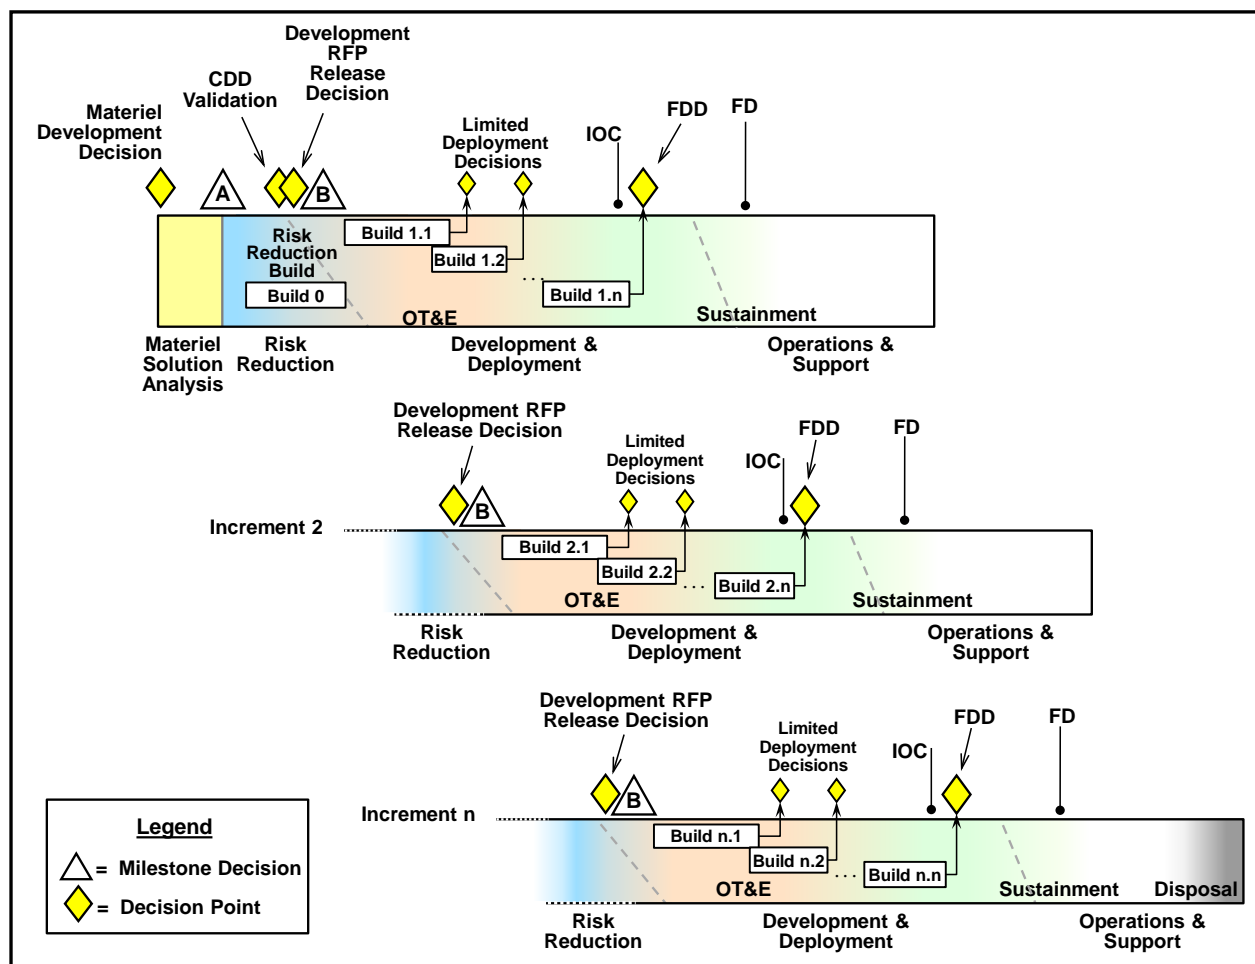 Development
RFP
Release
Decision
CDD
Validation
Materiel
Development
Decision
Limited
Deployment
Decisions
IOC
FDD
FD
A
B
Build 1.1
Build 1.2
...
Build 1.n
Risk
Reduction
Build
Build 0
OT&E
Sustainment
Materiel
Solution
Analysis
Risk
Reduction
Development &
Deployment
Operations &
Support
Development RFP
Release Decision
Limited
Deployment
Decisions
IOC
FDD
FD
B
Increment 2
Build 2.1
Build 2.2
...
Build 2.n
OT&E
Sustainment
Risk
Reduction
Development &
Deployment
Operations &
Support
Development RFP
Release Decision
Limited
Deployment
Decisions
IOC
FDD
FD
B
Increment n
Build n.1
Build n.2
...
Build n.n
OT&E
Sustainment
Disposal
Risk
Reduction
Development &
Deployment
Operations &
Support
Legend
= Milestone Decision
= Decision Point